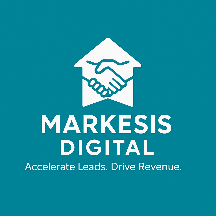 MARKESIS
DIGITAL
Accelerate Leads. Drive Revenue.